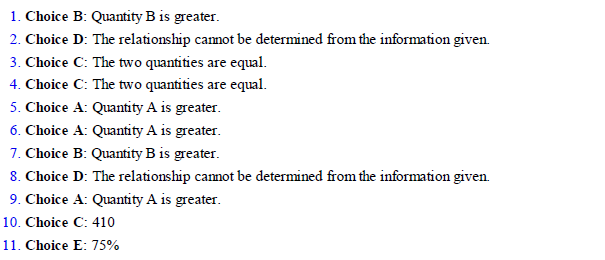 1. Choice B: Quantity B is greater.
2. Choice D: The relationship cannot be determined from the information given.
3. Choice C: The two quantities are equal.
4. Choice C: The two quantities are equal.
5. Choice A: Quantity A is greater.
6. Choice A: Quantity A is greater.
7. Choice B: Quantity B is greater.
8. Choice D: The relationship cannot be determined from the information given.
9. Choice A: Quantity A is greater.
10. Choice C: 410
11. Choice E: 75%